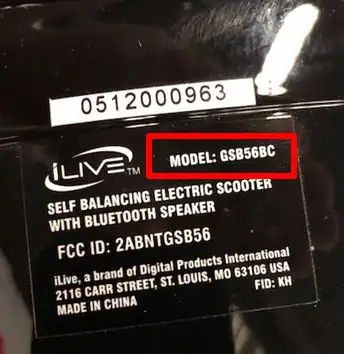 0512000963
iLIVE™ MODEL: GSB56BC
SELF BALANCING ELECTRIC SCOOTER
WITH BLUETOOTH SPEAKER
FCC ID: 2ABNTGSB56
iLive, a brand of Digital Products International
2116 CARR STREET, ST. LOUIS, MO 63106 USA
MADE IN CHINA FID: KH